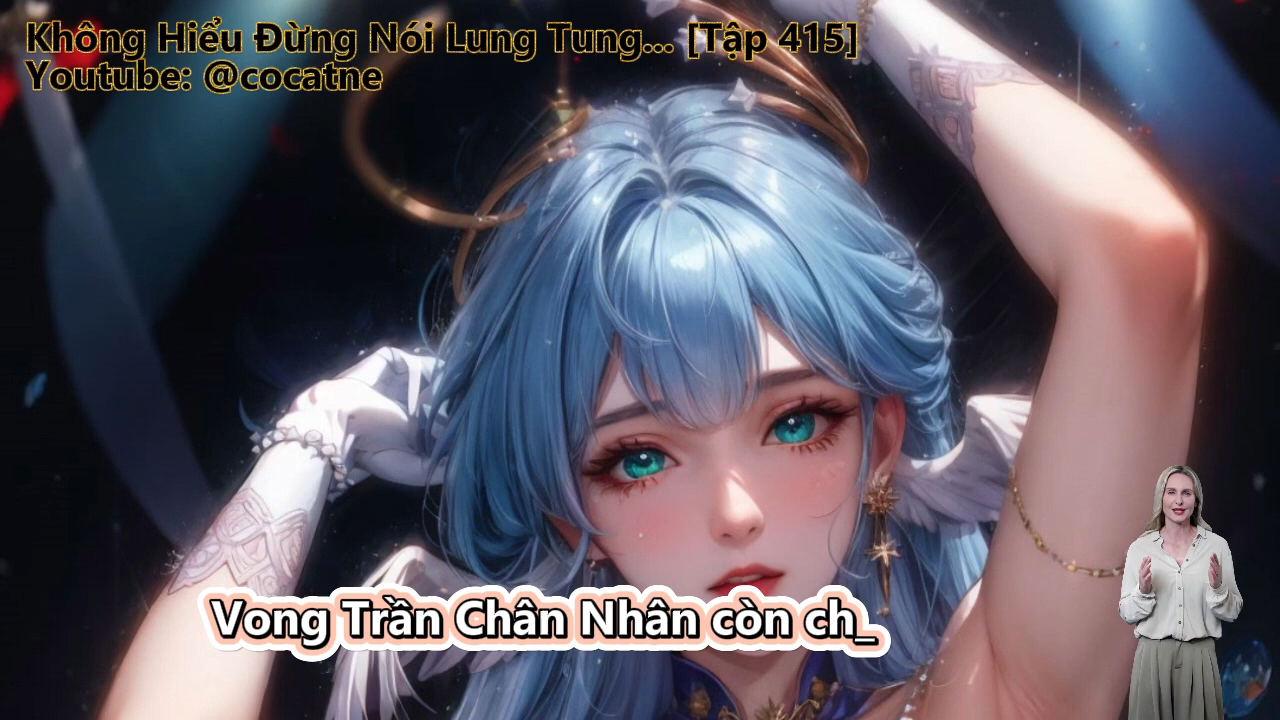 Không Hiểu Đừng Nói Lung Tung... [Tập 415]
Youtube: @cocatne
Vong Trần Chân Nhân còn ch_